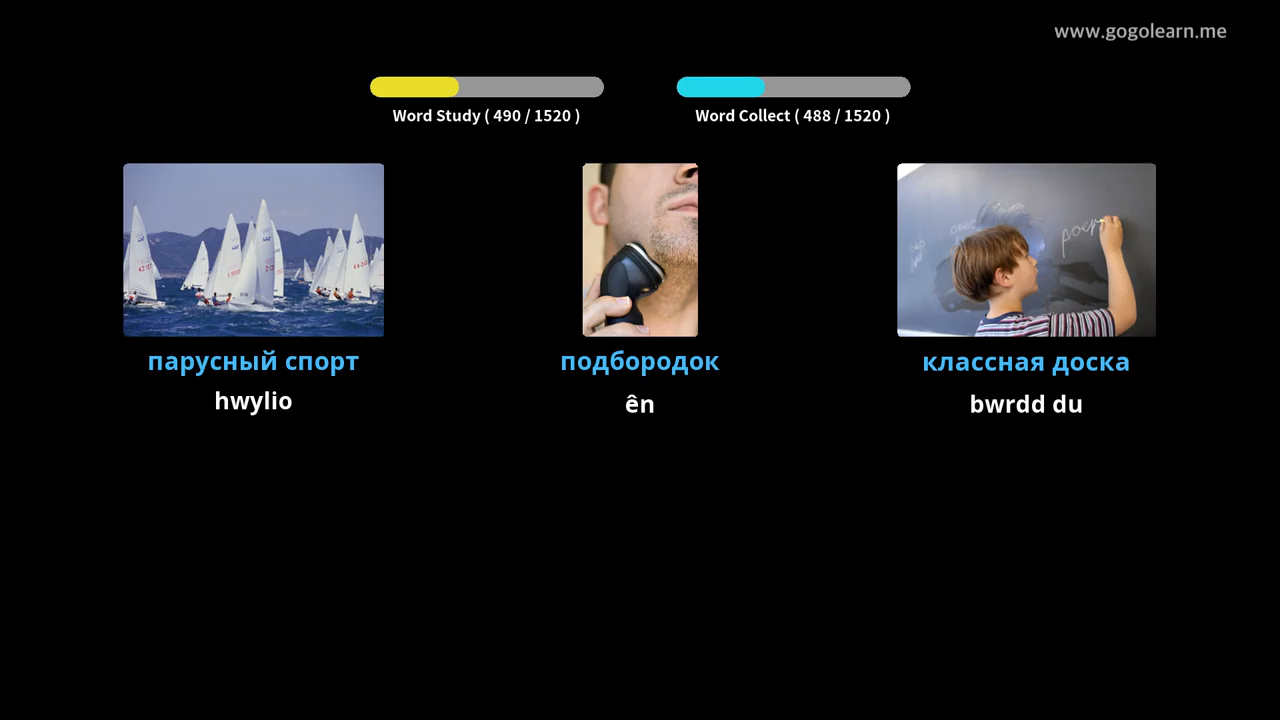 www.gogolearn.me
Word Study ( 490 / 1520 )
Word Collect ( 488 / 1520 )
парусный спорт
подбородок
классная доска
hwylio
ên
bwrdd du